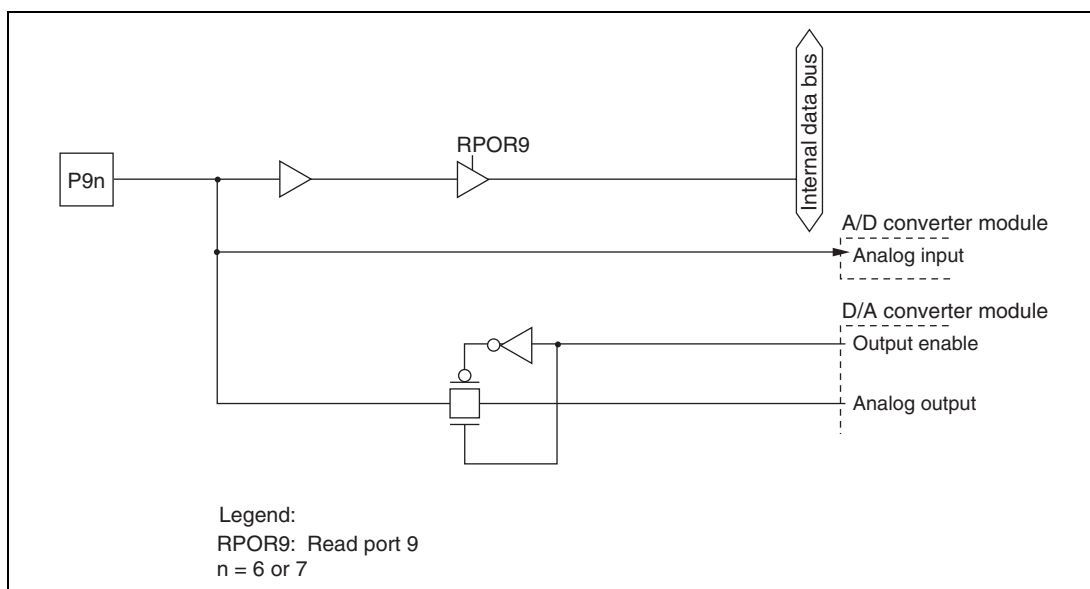 RPOR9
P9n
Internal data bus
A/D converter module
Analog input
D/A converter module
Output enable
Analog output
Legend:
RPOR9: Read port 9
n = 6 or 7